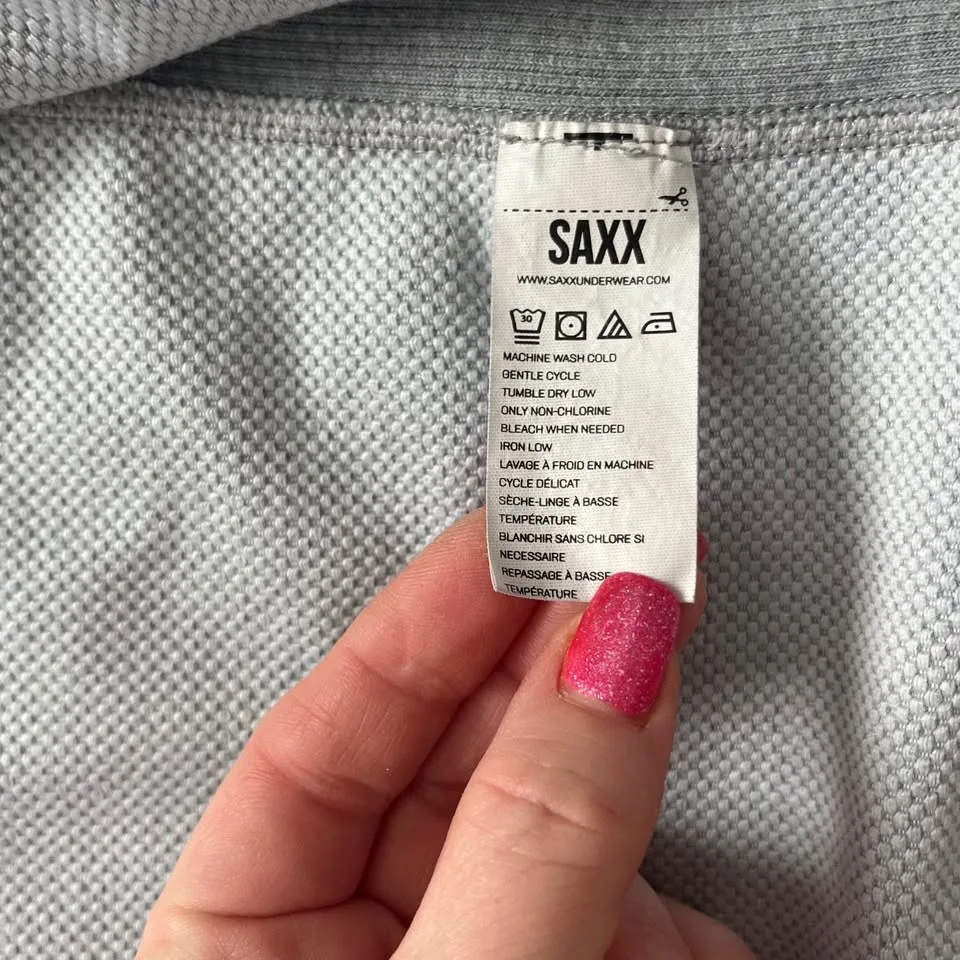 SAXX
WWW.SAXXUNDERWEAR.COM
30
MACHINE WASH COLD
GENTLE CYCLE
TUMBLE DRY LOW
ONLY NON-CHLORINE
BLEACH WHEN NEEDED
IRON LOW
LAVAGE À FROID EN MACHINE
CYCLE DÉLICAT
SÈCHE-LINGE À BASSE
TEMPÉRATURE
BLANCHIR SANS CHLORE SI
NECESSAIRE
REPASSAGE À BASSE
TEMPÉRATURE